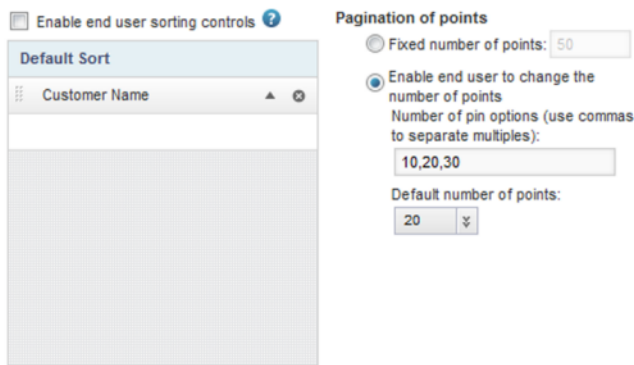 Enable end user sorting controls ?
Default Sort
Customer Name
Pagination of points
Fixed number of points: 50
Enable end user to change the
number of points
Number of pin options (use commas
to separate multiples):
10,20,30
Default number of points:
20